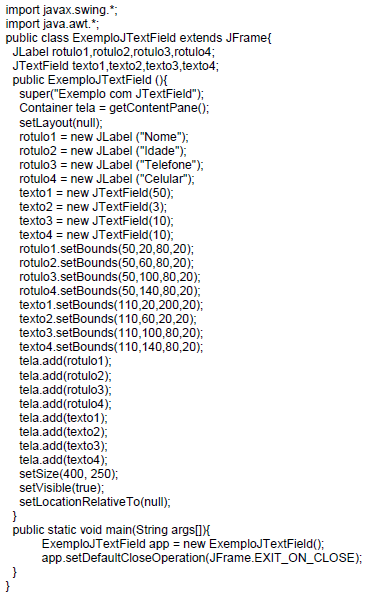 import javax.swing.*;
import java.awt.*;
public class ExemploJTextField extends JFrame{
JLabel rotulo1,rotulo2,rotulo3,rotulo4;
JTextField texto1,texto2,texto3,texto4;
public ExemploJTextField (){
super("Exemplo com JTextField");
Container tela = getContentPane();
setLayout(null);
rotulo1 = new JLabel ("Nome");
rotulo2 = new JLabel ("Idade");
rotulo3 = new JLabel ("Telefone");
rotulo4 = new JLabel ("Celular");
texto1 = new JTextField(50);
texto2 = new JTextField(3);
texto3 = new JTextField(10);
texto4 = new JTextField(10);
rotulo1.setBounds(50,20,80,20);
rotulo2.setBounds(50,60,80,20);
rotulo3.setBounds(50,100,80,20);
rotulo4.setBounds(50,140,80,20);
texto1.setBounds(110,20,200,20);
texto2.setBounds(110,60,20,20);
texto3.setBounds(110,100,80,20);
texto4.setBounds(110,140,80,20);
tela.add(rotulo1);
tela.add(rotulo2);
tela.add(rotulo3);
tela.add(rotulo4);
tela.add(texto1);
tela.add(texto2);
tela.add(texto3);
tela.add(texto4);
setSize(400, 250);
setVisible(true);
setLocationRelativeTo(null);
}
public static void main(String args[]){
ExemploJTextField app = new ExemploJTextField();
app.setDefaultCloseOperation(JFrame.EXIT_ON_CLOSE);
}
}